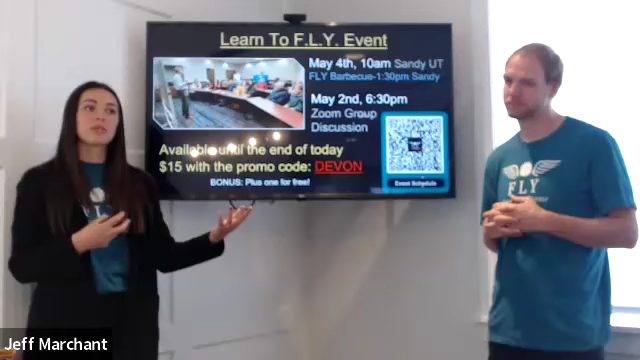 Learn To F.L.Y. Event
May 4th, 10am Sandy UT
FLY Barbecue-1:30pm Sandy
May 2nd, 6:30pm
Zoom Group
Discussion
Available until the end of today
$15 with the promo code: DEVON
BONUS: Plus one for free!
Event Schedule
FLY
Jeff Marchant